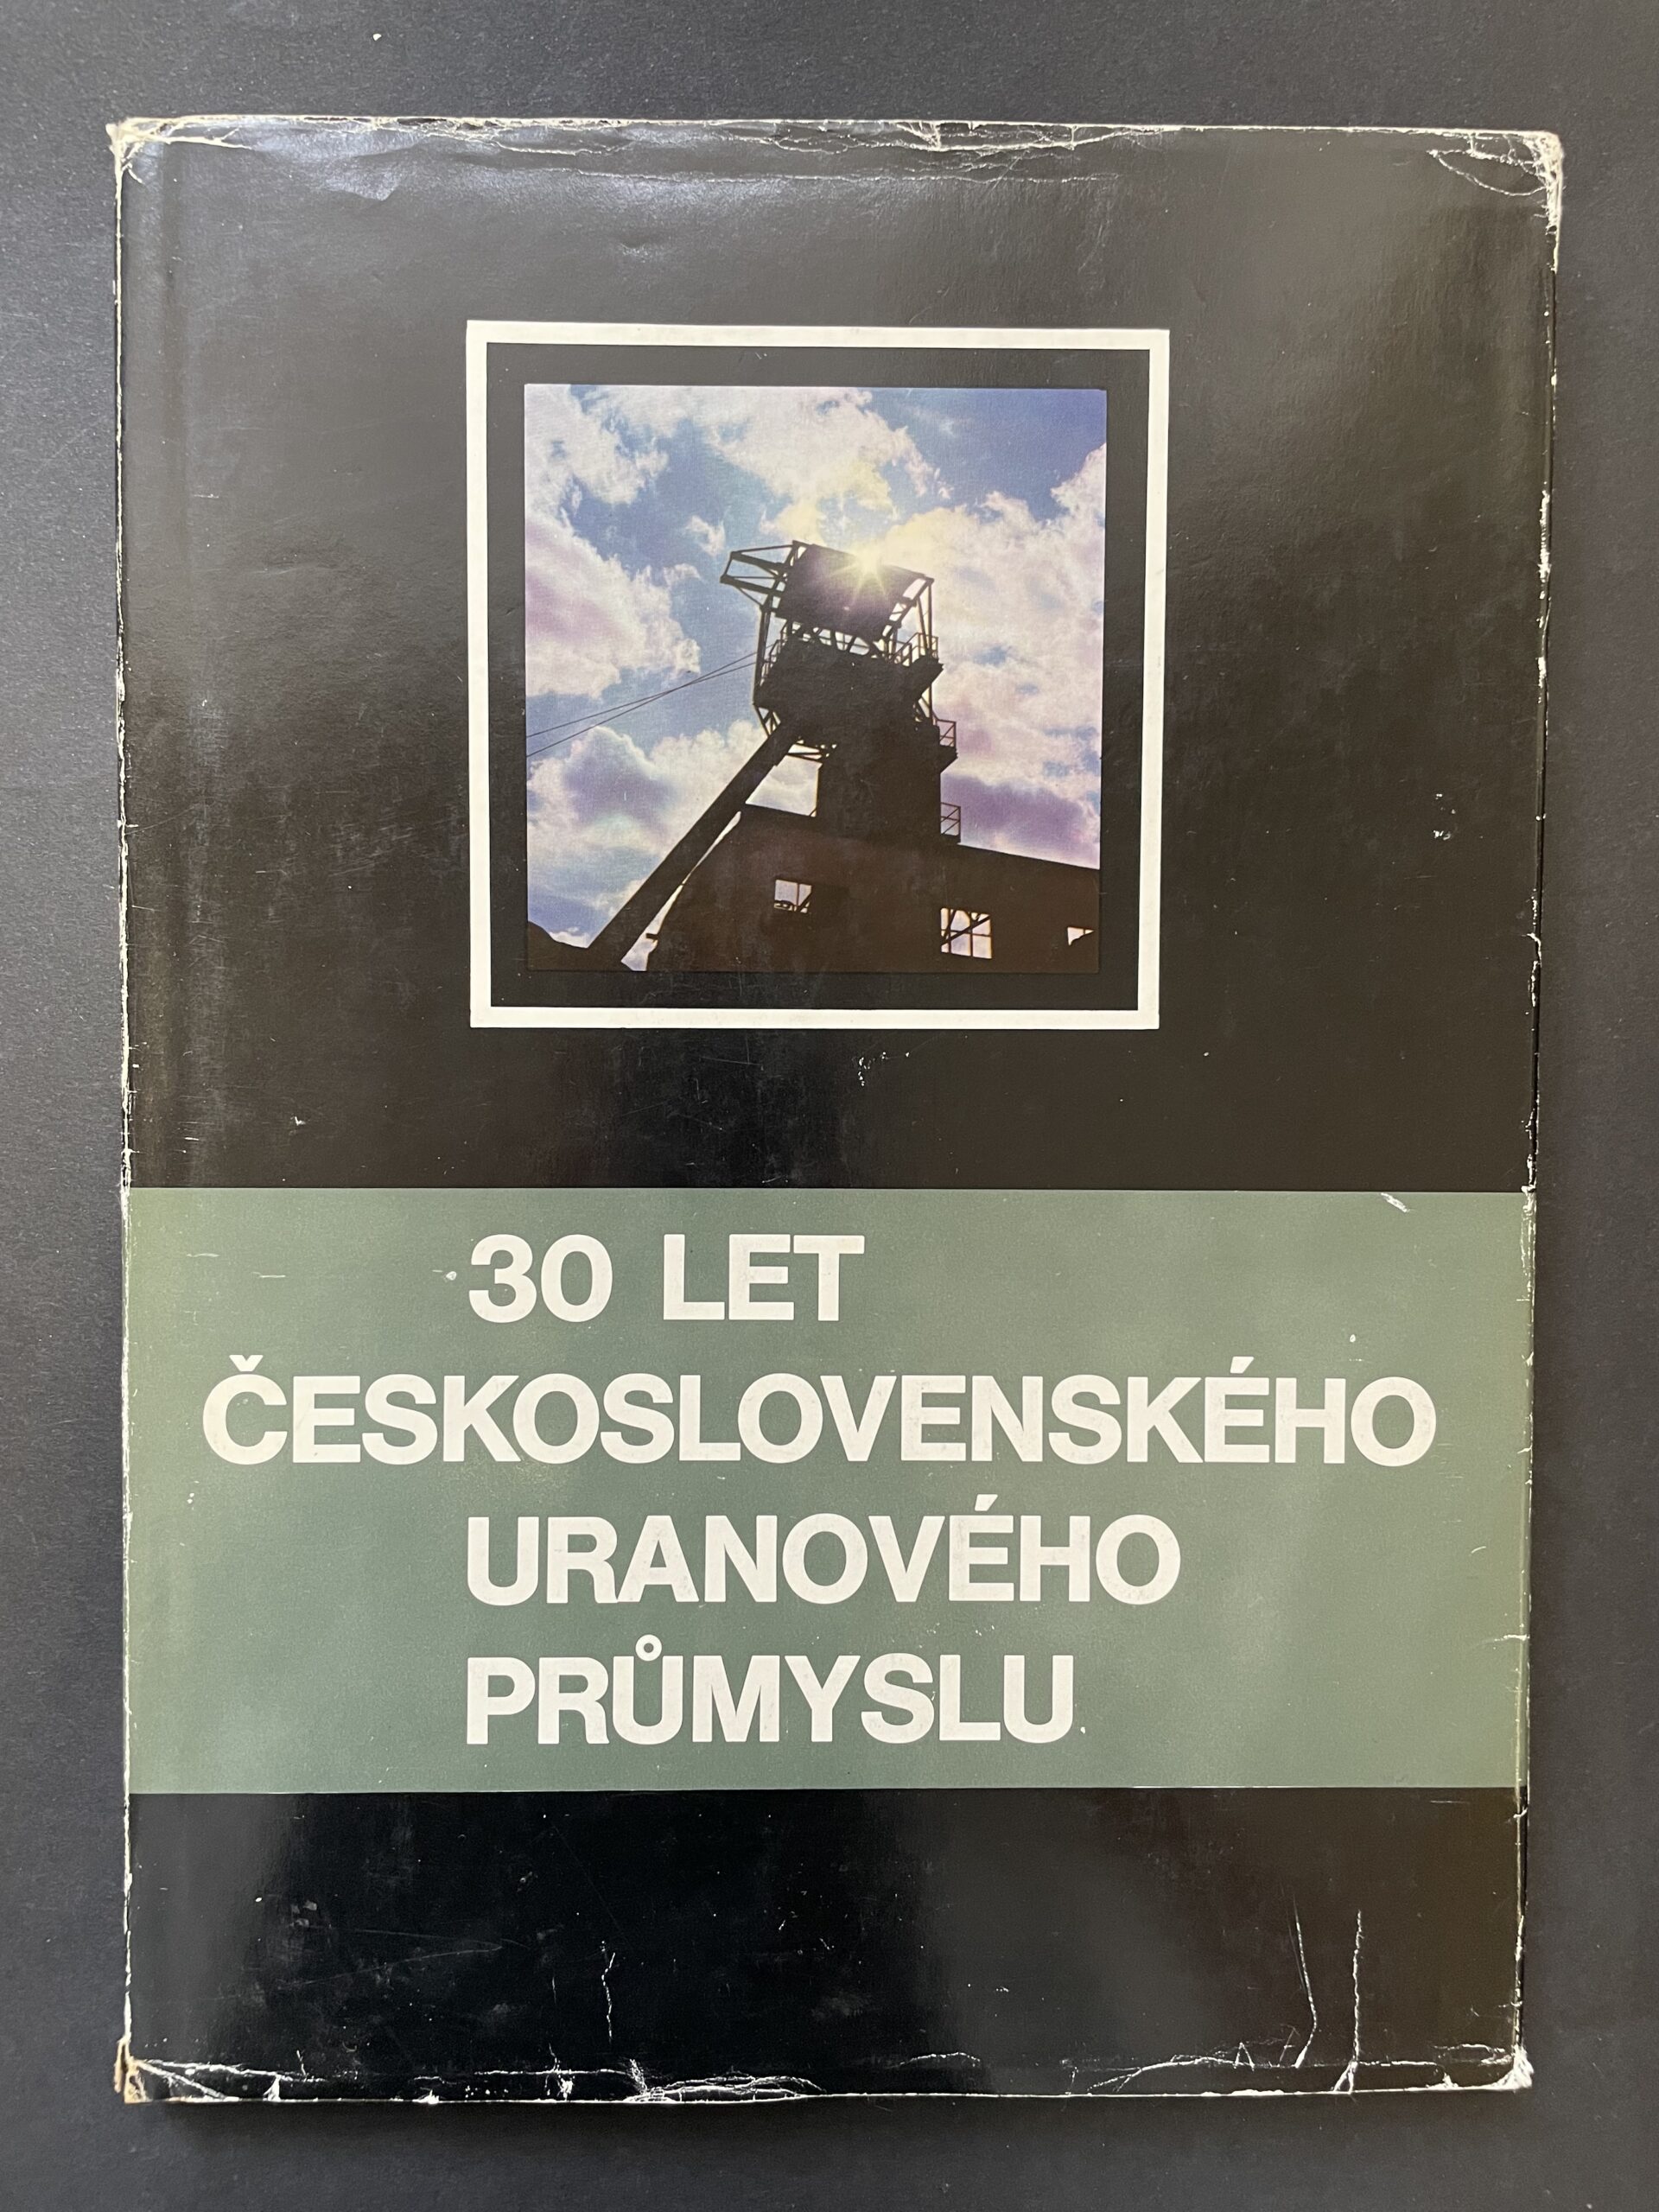 30 LET
ČESKOSLOVENSKÉHO
URANOVÉHO
PRŮMYSLU